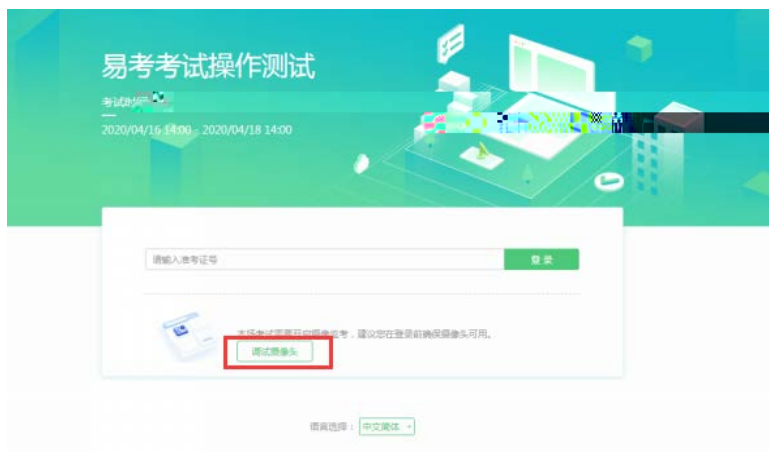 易考考试操作测试
考试时间
2020/04/16 14:00 - 2020/04/18 14:00
请输入准考证号
登录
本场考试需要开启摄像监考，建议您在登录前确保摄像头可用。
调试摄像头
语言选择： 中文简体